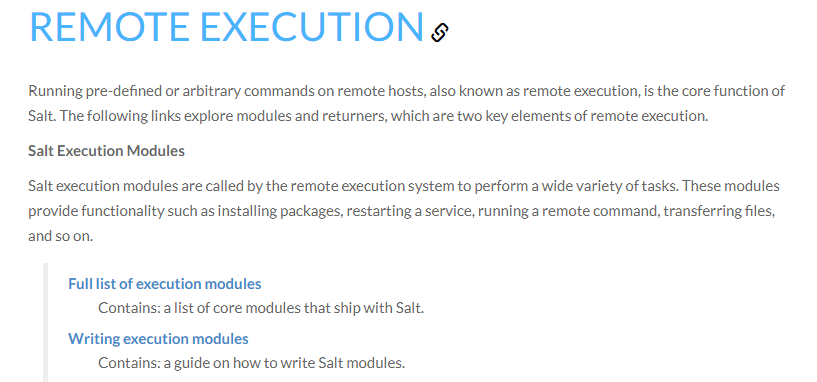 REMOTE EXECUTION
Running pre-defined or arbitrary commands on remote hosts, also known as remote execution, is the core function of
Salt. The following links explore modules and returners, which are two key elements of remote execution.
Salt Execution Modules
Salt execution modules are called by the remote execution system to perform a wide variety of tasks. These modules
provide functionality such as installing packages, restarting a service, running a remote command, transferring files,
and so on.
Full list of execution modules
Contains: a list of core modules that ship with Salt.
Writing execution modules
Contains: a guide on how to write Salt modules.